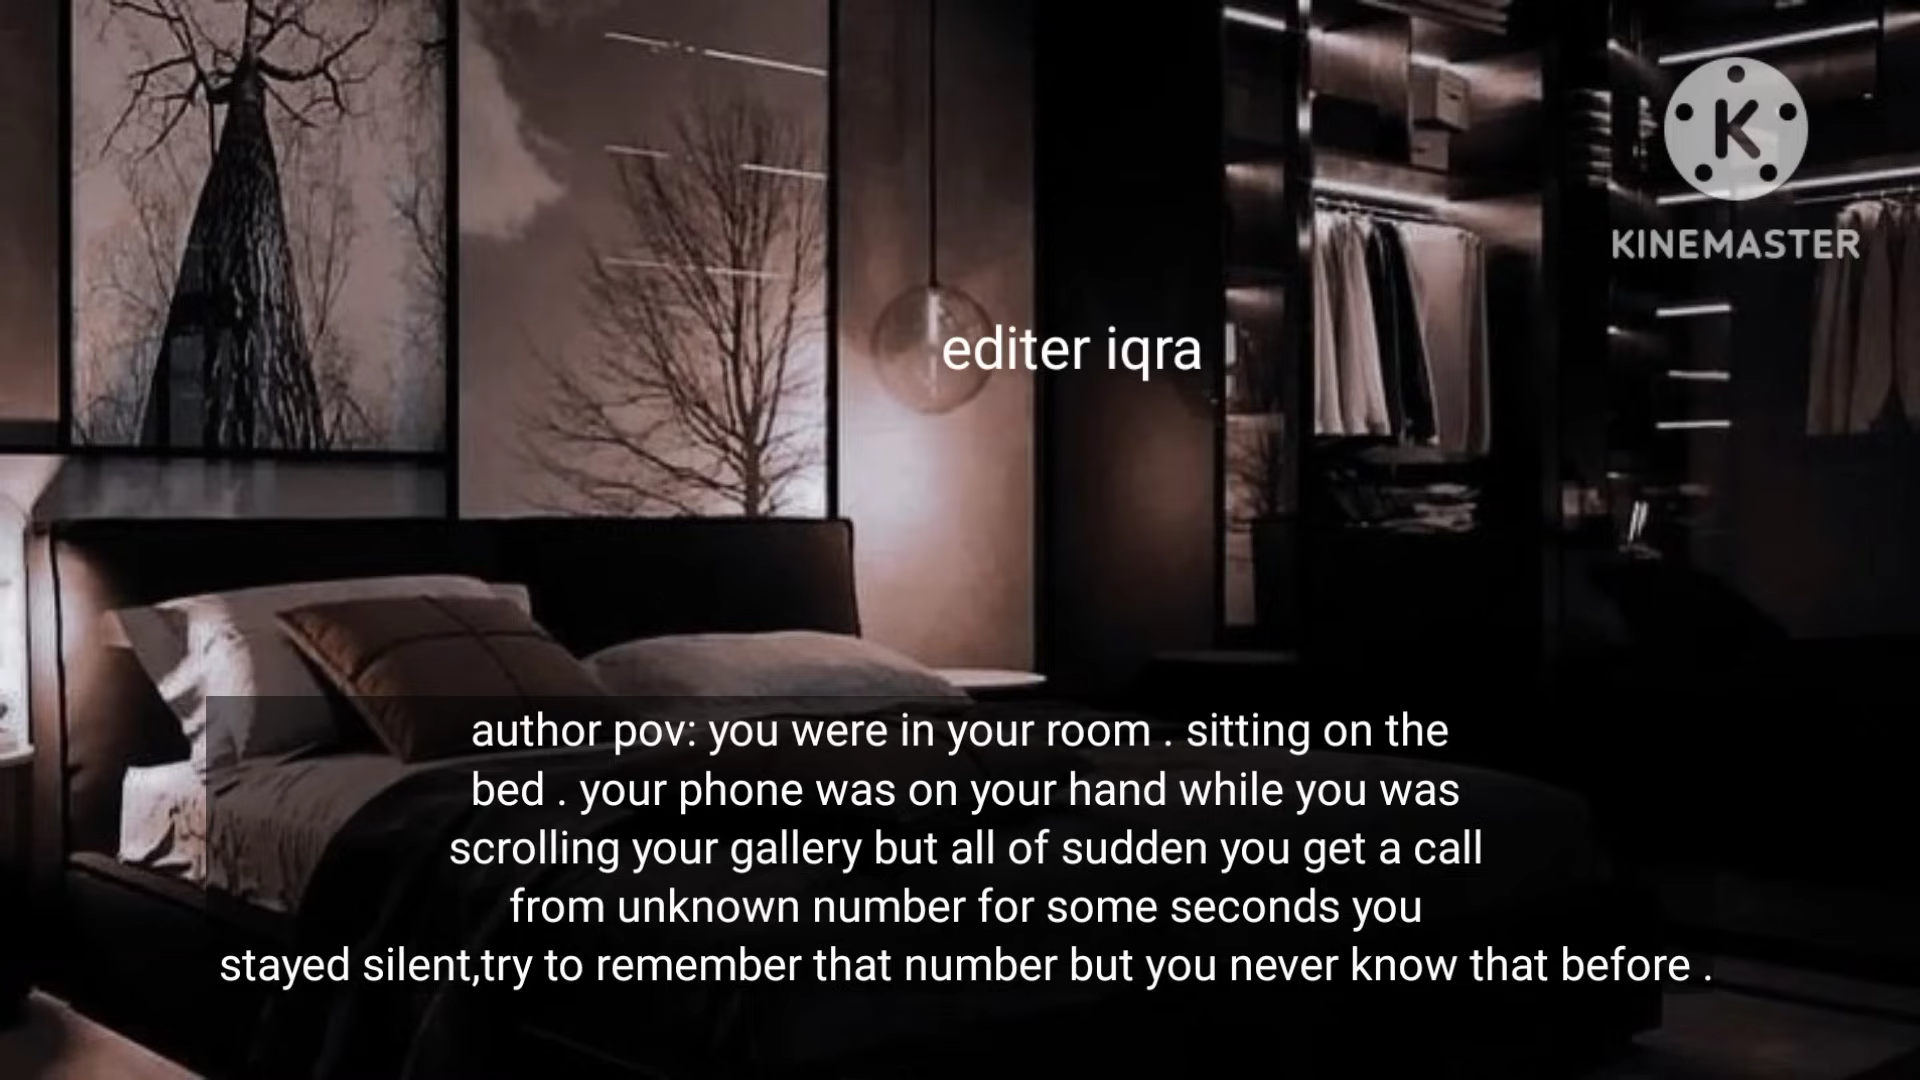 K
KINEMASTER
editer iqra
author pov: you were in your room . sitting on the
bed . your phone was on your hand while you was
scrolling your gallery but all of sudden you get a call
from unknown number for some seconds you
stayed silent,try to remember that number but you never know that before .